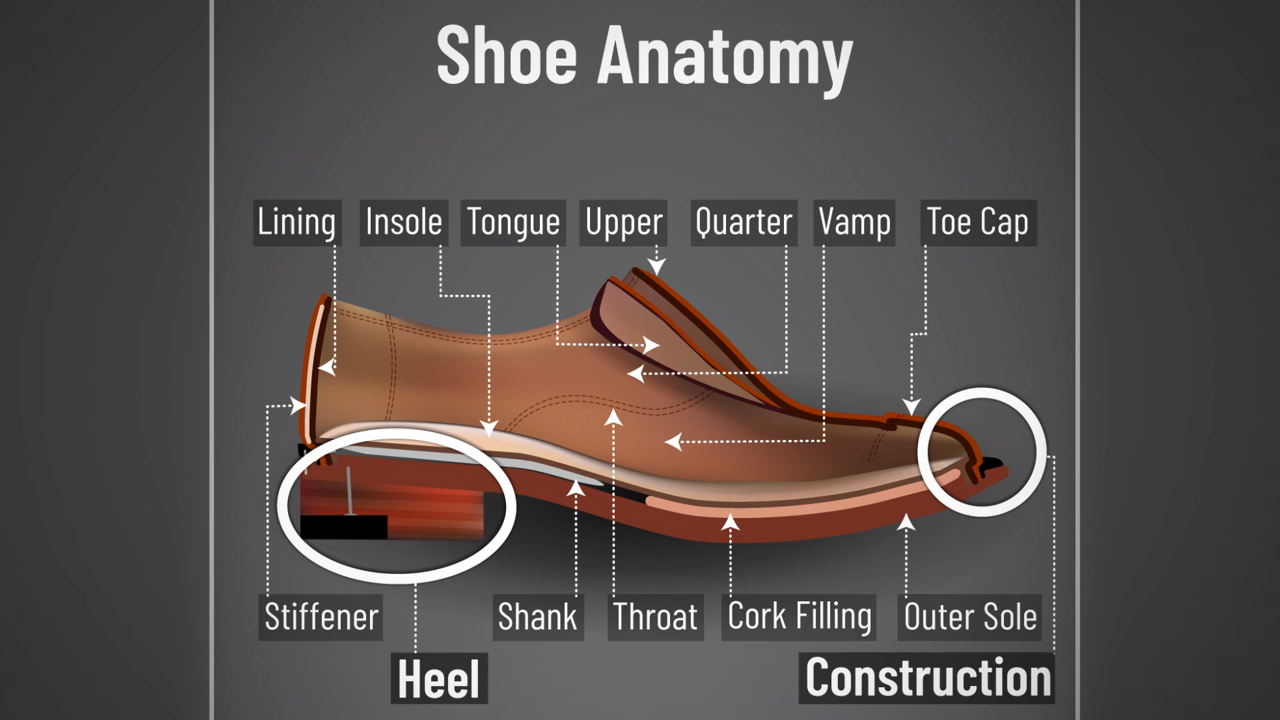 Shoe Anatomy
Lining Insole Tongue Upper Quarter Vamp Toe Cap
Stiffener Shank Throat Cork Filling Outer Sole
Heel Construction